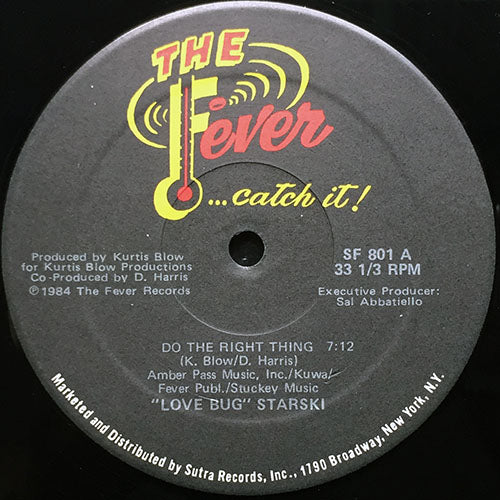 THE
Fever
...catch it!
Produced by Kurtis Blow
for Kurtis Blow Productions
Co-Produced by D. Harris
℗1984 The Fever Records
SF 801 A
33 1/3 RPM
Executive Producer:
Sal Abbatiello
DO THE RIGHT THING 7:12
(K. Blow/D. Harris)
Amber Pass Music, Inc./Kuwa/
Fever Publ./Stuckey Music
"LOVE BUG" STARSKI
Marketed and Distributed by Sutra Records, Inc., 1790 Broadway, New York, N.Y.